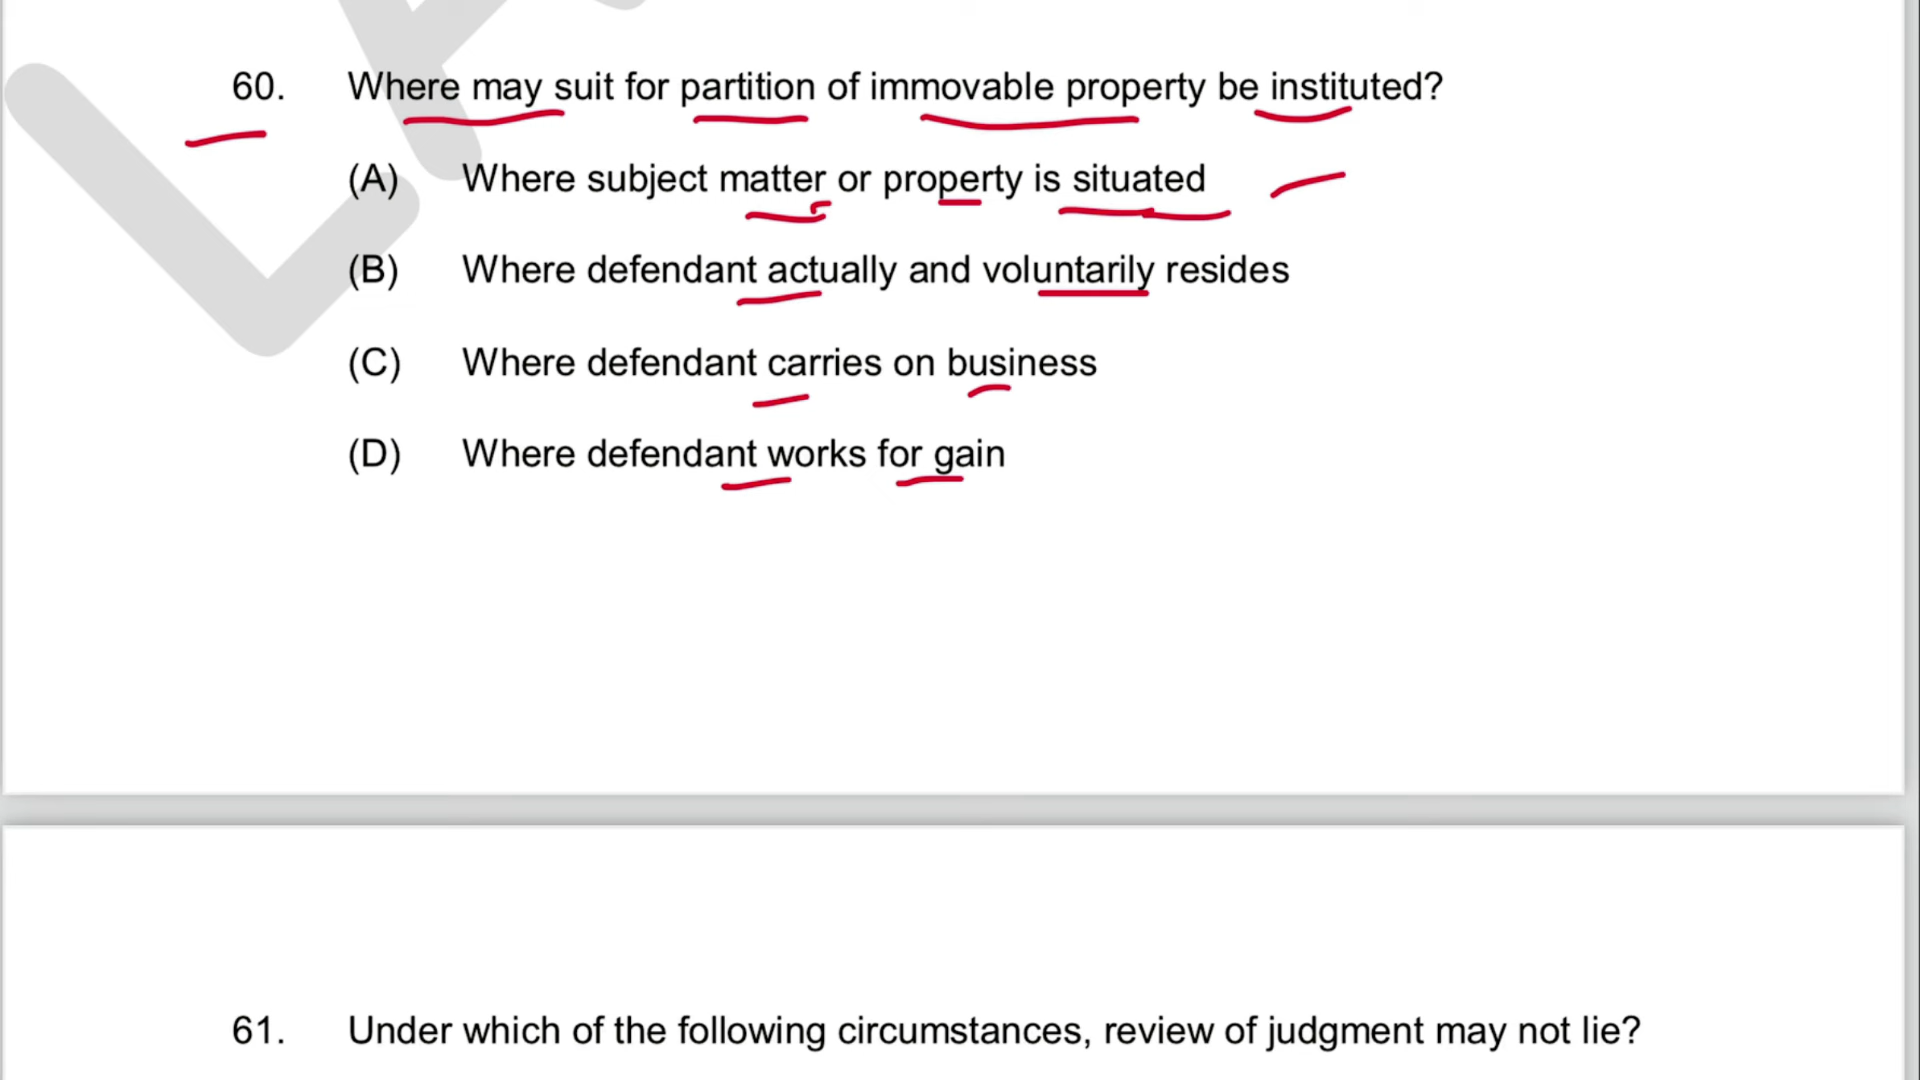 60. Where may suit for partition of immovable property be instituted?
(A) Where subject matter or property is situated
(B) Where defendant actually and voluntarily resides
(C) Where defendant carries on business
(D) Where defendant works for gain
61. Under which of the following circumstances, review of judgment may not lie?